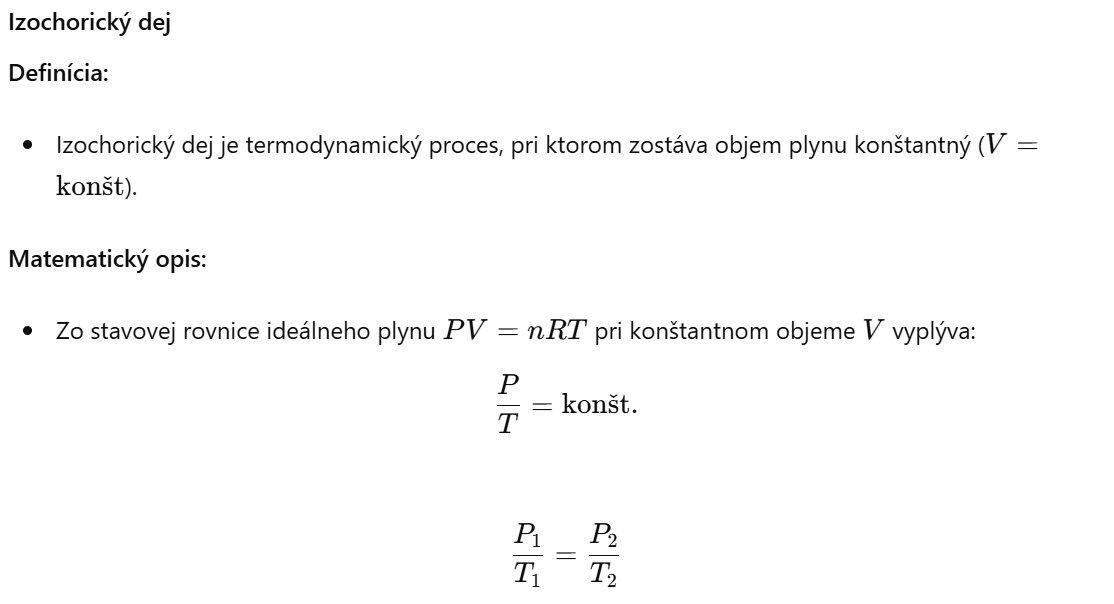 Izochorický dej
Definícia:
• Izochorický dej je termodynamický proces, pri ktorom zostáva objem plynu konštantný (V =
konšt).
Matematický opis:
• Zo stavovej rovnice ideálneho plynu PV = nRT pri konštantnom objeme V vyplýva:
P/T = konšt.
P₁/T₁ = P₂/T₂